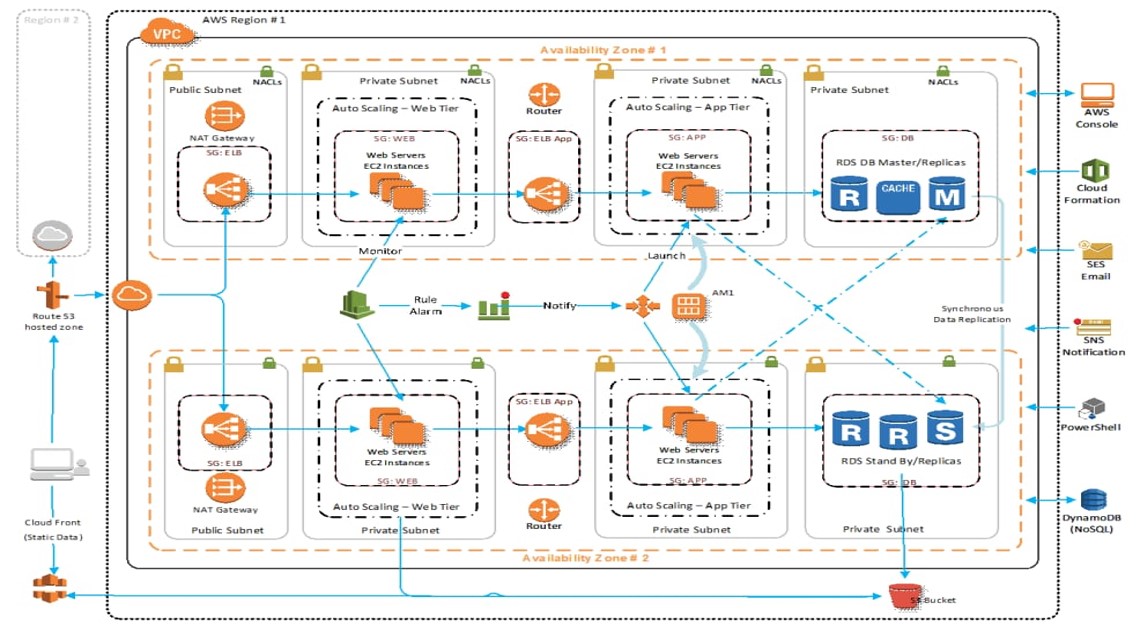 Region # 2
AWS Region #1
VPC
Availability Zone # 1
Public Subnet
NACLs
NAT Gateway
SG: ELB
Private Subnet
NACLs
Auto Scaling – Web Tier
SG: WEB
Web Servers
EC2 Instances
Router
SG: ELB App
Private Subnet
NACLs
Auto Scaling – App Tier
SG: APP
Web Servers
EC2 Instances
Private Subnet
NACLs
SG: DB
RDS DB Master/Replicas
R
CACHE
M
AWS
Console
Cloud
Formation
SES
Email
SNS
Notification
PowerShell
DynamoDB
(NoSQL)
Route 53
hosted zone
Monitor
Rule
Alarm
Notify
Launch
AM1
Synchronous
Data Replication
SG: ELB
NAT Gateway
Public Subnet
Web Servers
EC2 Instances
SG: WEB
Auto Scaling – Web Tier
Private Subnet
SG: ELB App
Router
Web Servers
EC2 Instances
SG: APP
Auto Scaling – App Tier
Private Subnet
R
R
S
RDS Stand By/Replicas
SG: DB
Private Subnet
Availability Zone # 2
Cloud Front
(Static Data)
S3 Bucket